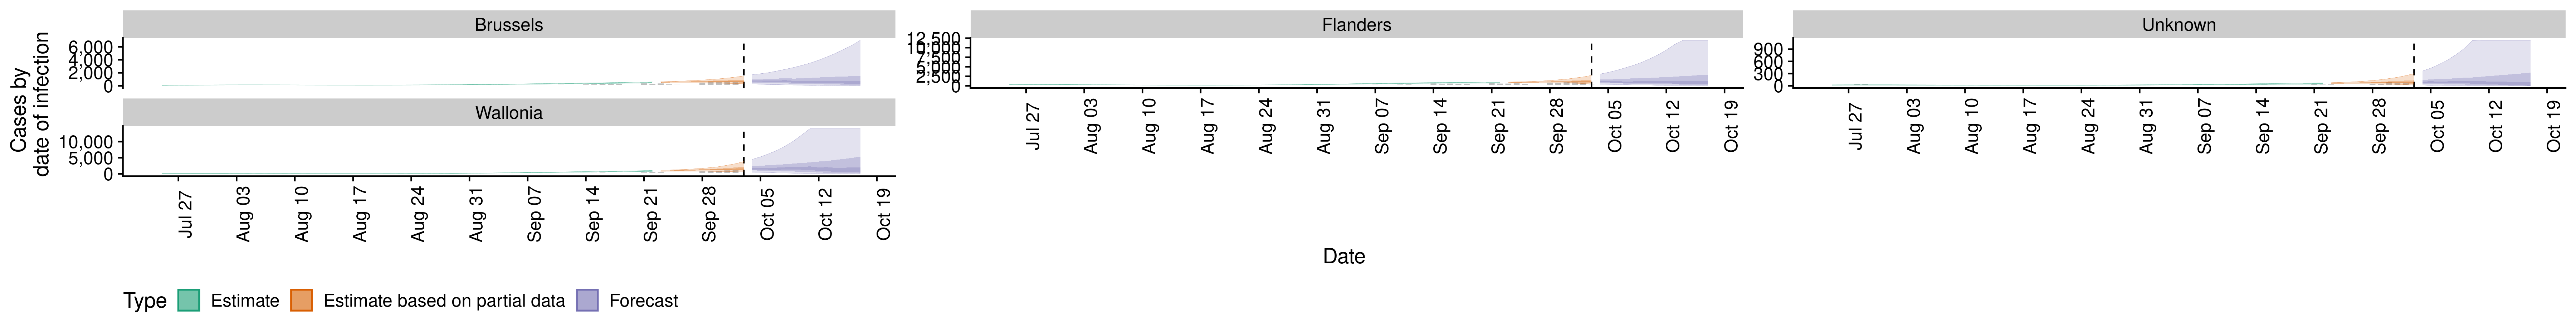 Brussels
Flanders
Unknown
Cases by
date of infection
6,000
4,000
2,000
0
12,500
10,000
7,500
5,000
2,500
0
900
600
300
0
Jul 27 Aug 03 Aug 10 Aug 17 Aug 24 Aug 31 Sep 07 Sep 14 Sep 21 Sep 28 Oct 05 Oct 12 Oct 19
Jul 27 Aug 03 Aug 10 Aug 17 Aug 24 Aug 31 Sep 07 Sep 14 Sep 21 Sep 28 Oct 05 Oct 12 Oct 19
Wallonia
10,000
5,000
0
Jul 27 Aug 03 Aug 10 Aug 17 Aug 24 Aug 31 Sep 07 Sep 14 Sep 21 Sep 28 Oct 05 Oct 12 Oct 19
Date
Type Estimate Estimate based on partial data Forecast